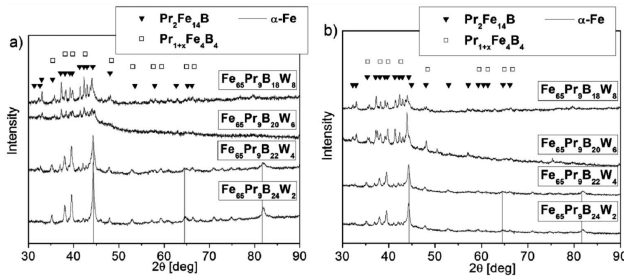 a)
▼ Pr₂Fe₁₄B — α-Fe
□ Pr₁₊ₓFe₄B₄
Intensity
Fe₆₅Pr₉B₁₈W₈
Fe₆₅Pr₉B₂₀W₆
Fe₆₅Pr₉B₂₂W₄
Fe₆₅Pr₉B₂₄W₂
30 40 50 60 70 80 90
2θ [deg]
b)
▼ Pr₂Fe₁₄B — α-Fe
□ Pr₁₊ₓFe₄B₄
Intensity
Fe₆₅Pr₉B₁₈W₈
Fe₆₅Pr₉B₂₀W₆
Fe₆₅Pr₉B₂₂W₄
Fe₆₅Pr₉B₂₄W₂
30 40 50 60 70 80 90
2θ [deg]